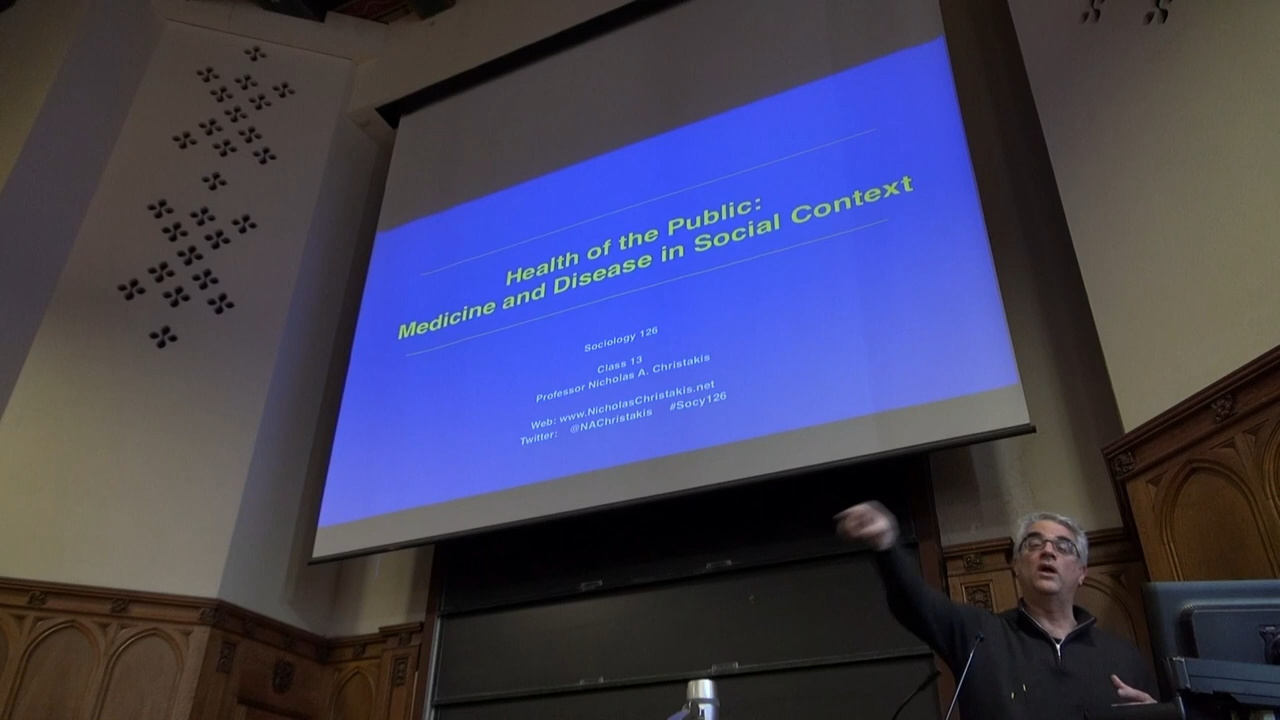 Health of the Public:
Medicine and Disease in Social Context
Sociology 126
Class 13
Professor Nicholas A. Christakis
Web: www.NicholasChristakis.net
Twitter: @NAChristakis #Socy126